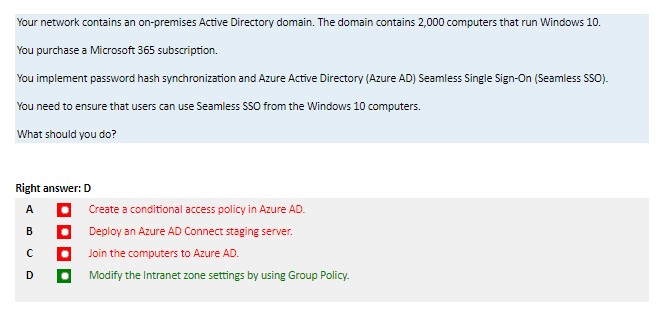 Your network contains an on-premises Active Directory domain. The domain contains 2,000 computers that run Windows 10.
You purchase a Microsoft 365 subscription.
You implement password hash synchronization and Azure Active Directory (Azure AD) Seamless Single Sign-On (Seamless SSO).
You need to ensure that users can use Seamless SSO from the Windows 10 computers.
What should you do?
Right answer: D
A Create a conditional access policy in Azure AD.
B Deploy an Azure AD Connect staging server.
C Join the computers to Azure AD.
D Modify the Intranet zone settings by using Group Policy.